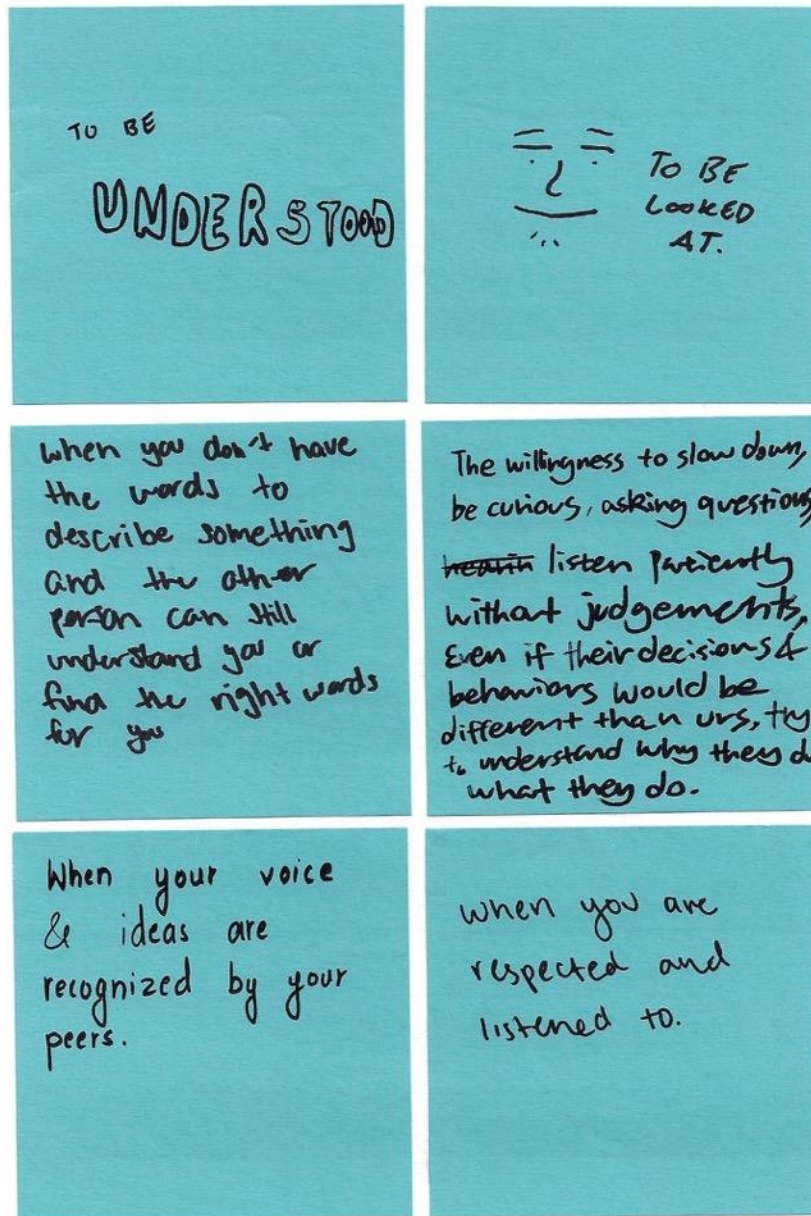 TO BE
UNDERSTOOD
TO BE
LOOKED
AT.
when you don't have
the words to
describe something
and the other
person can still
understand you or
find the right words
for you
The willingness to slow down,
be curious, asking questions,
listen patiently
without judgements,
Even if their decisions &
behaviors would be
different than urs, try
to understand why they do
what they do.
When your voice
& ideas are
recognized by your
peers.
when you are
respected and
listened to.